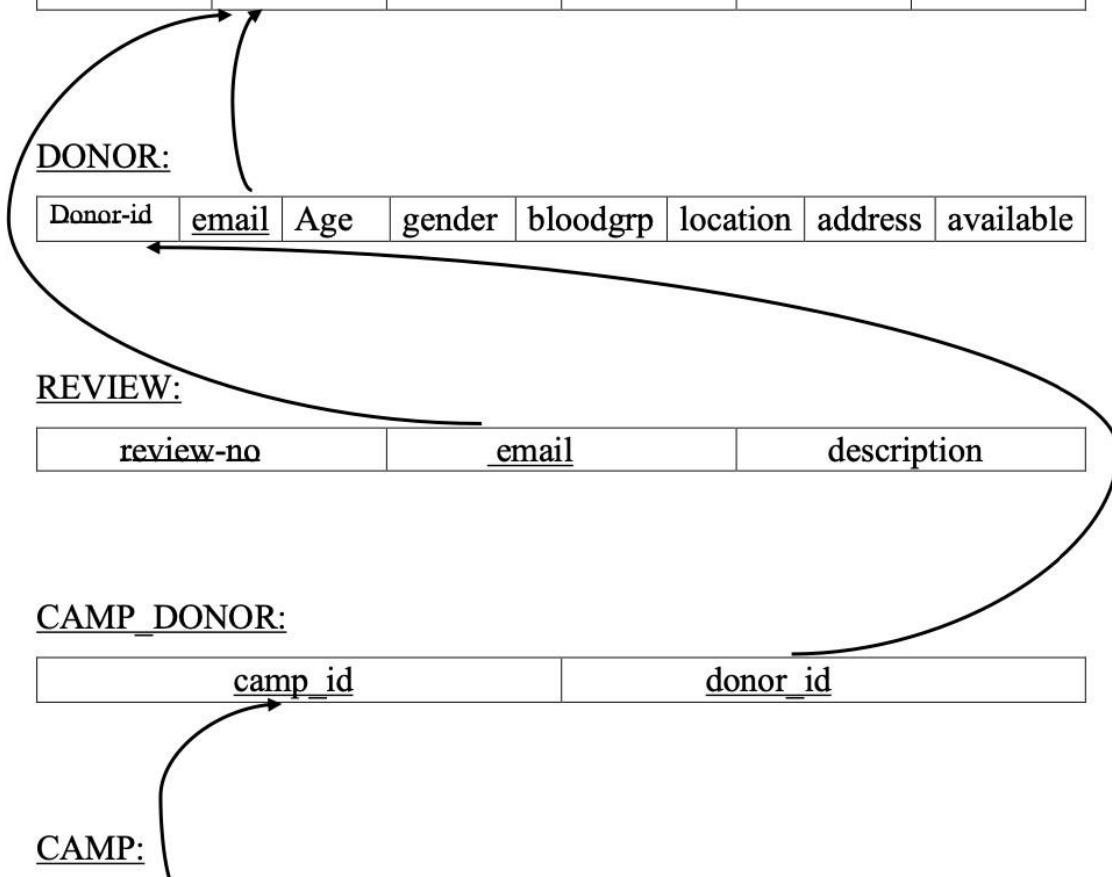 DONOR:
Donor-id email Age gender bloodgrp location address available
REVIEW:
review-no email description
CAMP_DONOR:
camp_id donor_id
CAMP: